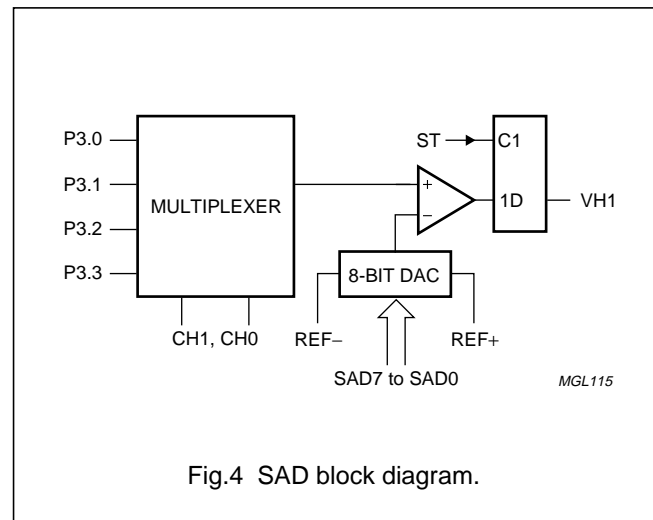 P3.0
P3.1
P3.2
P3.3
MULTIPLEXER
CH1, CH0
ST
C1
+
−
1D
VH1
8-BIT DAC
REF−
REF+
SAD7 to SAD0
MGL115
Fig.4 SAD block diagram.